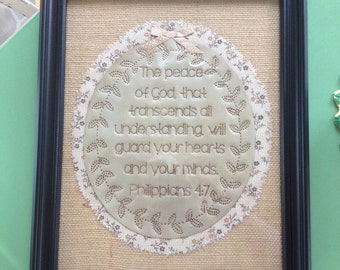 The peace
of God, that
transcends all
understanding, will
guard your hearts
and your minds.
Philippians 4:7